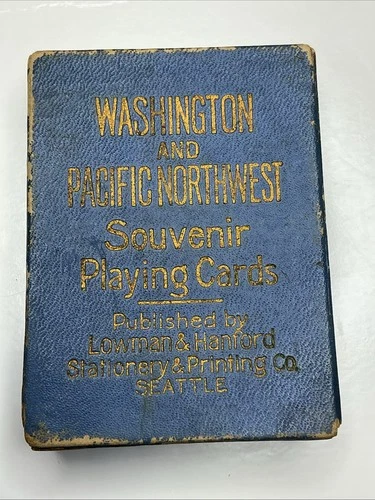 WASHINGTON
AND
PACIFIC NORTHWEST
Souvenir
Playing Cards
Published by
Lowman & Hanford
Stationery & Printing Co.
SEATTLE